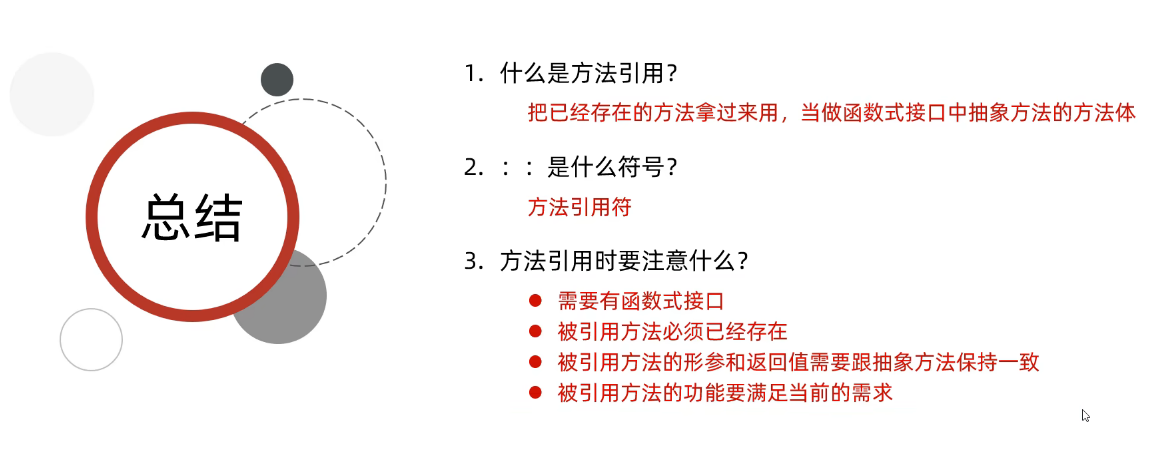 总结
1. 什么是方法引用？
把已经存在的方法拿过来用，当做函数式接口中抽象方法的方法体
2. ：：是什么符号？
方法引用符
3. 方法引用时要注意什么？
● 需要有函数式接口
● 被引用方法必须已经存在
● 被引用方法的形参和返回值需要跟抽象方法保持一致
● 被引用方法的功能要满足当前的需求